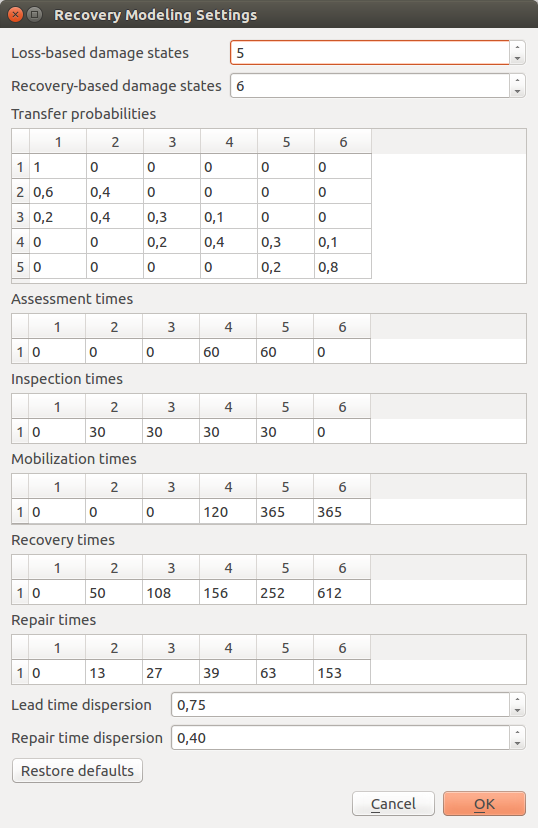 Recovery Modeling Settings
Loss-based damage states 5
Recovery-based damage states 6
Transfer probabilities
1 2 3 4 5 6
1 1 0 0 0 0 0
2 0,6 0,4 0 0 0 0
3 0,2 0,4 0,3 0,1 0 0
4 0 0 0,2 0,4 0,3 0,1
5 0 0 0 0 0,2 0,8
Assessment times
1 2 3 4 5 6
1 0 0 0 60 60 0
Inspection times
1 2 3 4 5 6
1 0 30 30 30 30 0
Mobilization times
1 2 3 4 5 6
1 0 0 0 120 365 365
Recovery times
1 2 3 4 5 6
1 0 50 108 156 252 612
Repair times
1 2 3 4 5 6
1 0 13 27 39 63 153
Lead time dispersion 0,75
Repair time dispersion 0,40
Restore defaults
Cancel OK